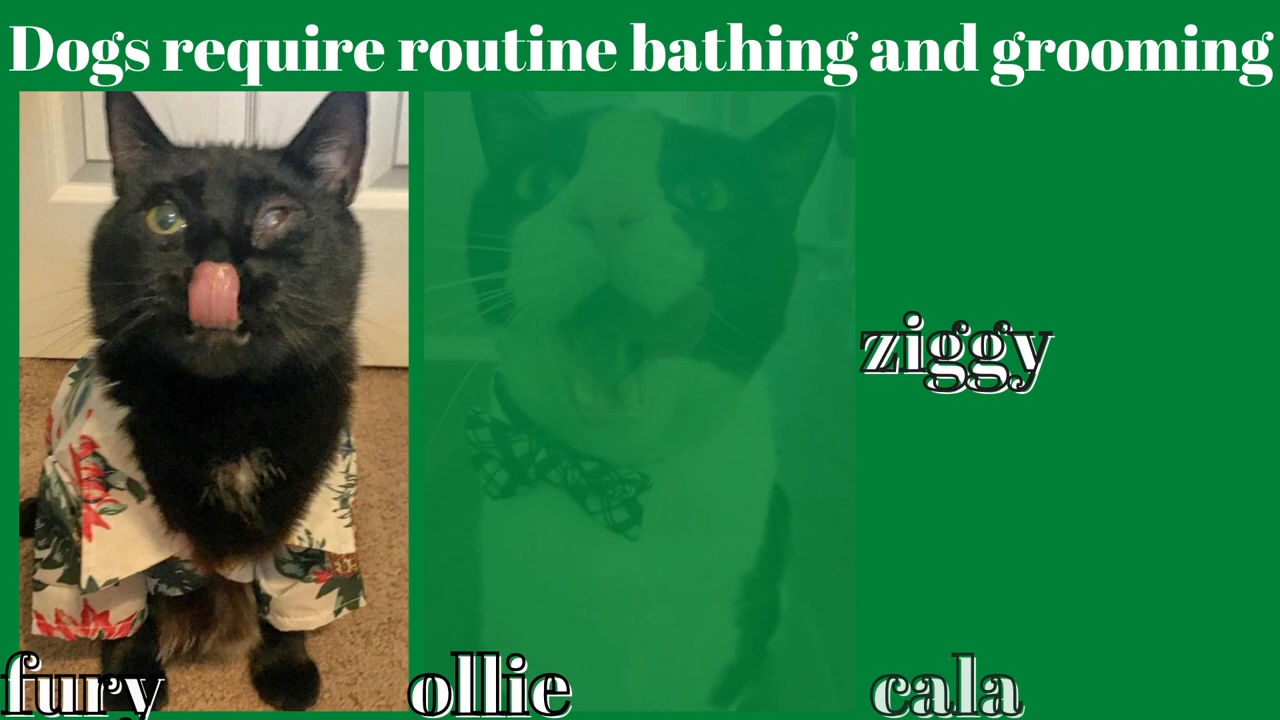 Dogs require routine bathing and grooming
ziggy
fury
ollie
cala